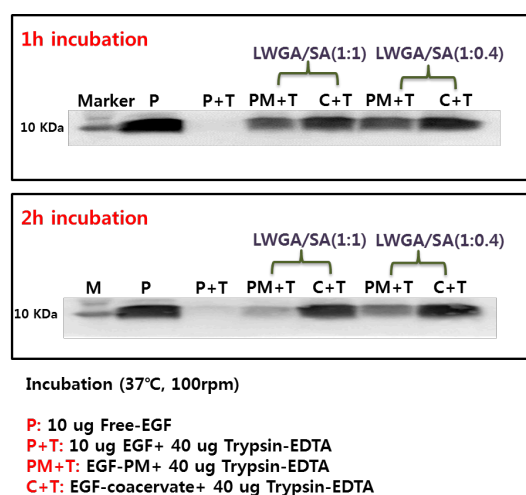 1h incubation
LWGA/SA(1:1) LWGA/SA(1:0.4)
Marker P P+T PM+T C+T PM+T C+T
10 KDa
2h incubation
LWGA/SA(1:1) LWGA/SA(1:0.4)
M P P+T PM+T C+T PM+T C+T
10 KDa
Incubation (37℃, 100rpm)
P: 10 ug Free-EGF
P+T: 10 ug EGF+ 40 ug Trypsin-EDTA
PM+T: EGF-PM+ 40 ug Trypsin-EDTA
C+T: EGF-coacervate+ 40 ug Trypsin-EDTA